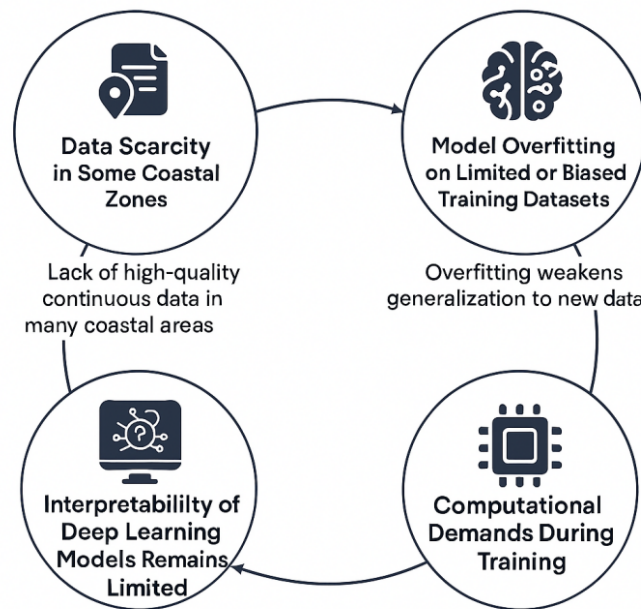 Data Scarcity
in Some Coastal
Zones
Model Overfitting
on Limited or Biased
Training Datasets
Lack of high-quality
continuous data in
many coastal areas
Overfitting weakens
generalization to new data
?
Interpretabililty of
Deep Learning
Models Remains
Limited
Computational
Demands During
Training